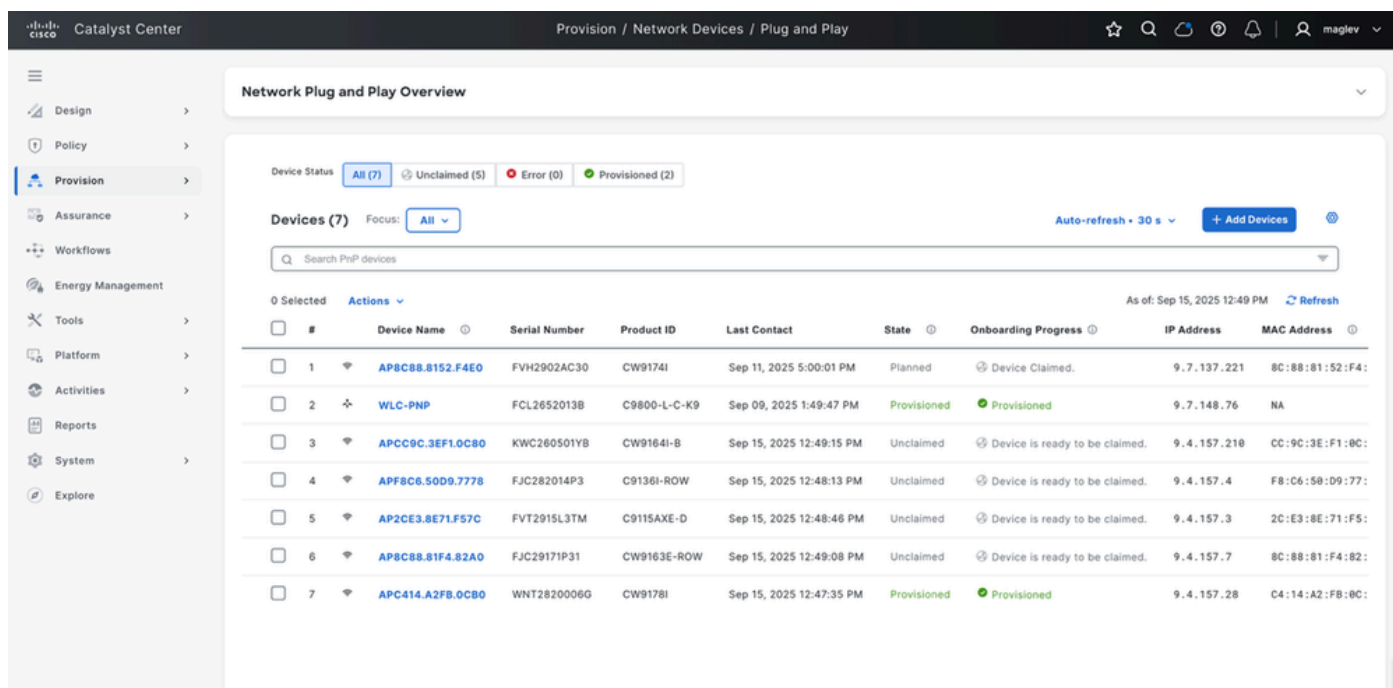 CISCO Catalyst Center
Provision / Network Devices / Plug and Play
maglev
Design
Policy
Provision
Assurance
Workflows
Energy Management
Tools
Platform
Activities
Reports
System
Explore
Network Plug and Play Overview
Device Status All (7) Unclaimed (5) Error (0) Provisioned (2)
Devices (7) Focus: All Auto-refresh • 30 s + Add Devices
Search PnP devices
0 Selected Actions As of: Sep 15, 2025 12:49 PM Refresh
# Device Name Serial Number Product ID Last Contact State Onboarding Progress IP Address MAC Address
1 AP8C88.8152.F4E0 FVH2902AC30 CW9174I Sep 11, 2025 5:00:01 PM Planned Device Claimed. 9.7.137.221 8C:88:81:52:F4:
2 WLC-PNP FCL2652013B C9800-L-C-K9 Sep 09, 2025 1:49:47 PM Provisioned Provisioned 9.7.148.76 NA
3 APCC9C.3EF1.0C80 KWC260501YB CW9164I-B Sep 15, 2025 12:49:15 PM Unclaimed Device is ready to be claimed. 9.4.157.210 CC:9C:3E:F1:0C:
4 APF8C6.50D9.7778 FJC282014P3 C9136I-ROW Sep 15, 2025 12:48:13 PM Unclaimed Device is ready to be claimed. 9.4.157.4 F8:C6:50:D9:77:
5 AP2CE3.8E71.F57C FVT2915L3TM C9115AXE-D Sep 15, 2025 12:48:46 PM Unclaimed Device is ready to be claimed. 9.4.157.3 2C:E3:8E:71:F5:
6 AP8C88.81F4.82A0 FJC29171P31 CW9163E-ROW Sep 15, 2025 12:49:08 PM Unclaimed Device is ready to be claimed. 9.4.157.7 8C:88:81:F4:82:
7 APC414.A2FB.0CB0 WNT2820006G CW9178I Sep 15, 2025 12:47:35 PM Provisioned Provisioned 9.4.157.28 C4:14:A2:FB:0C: